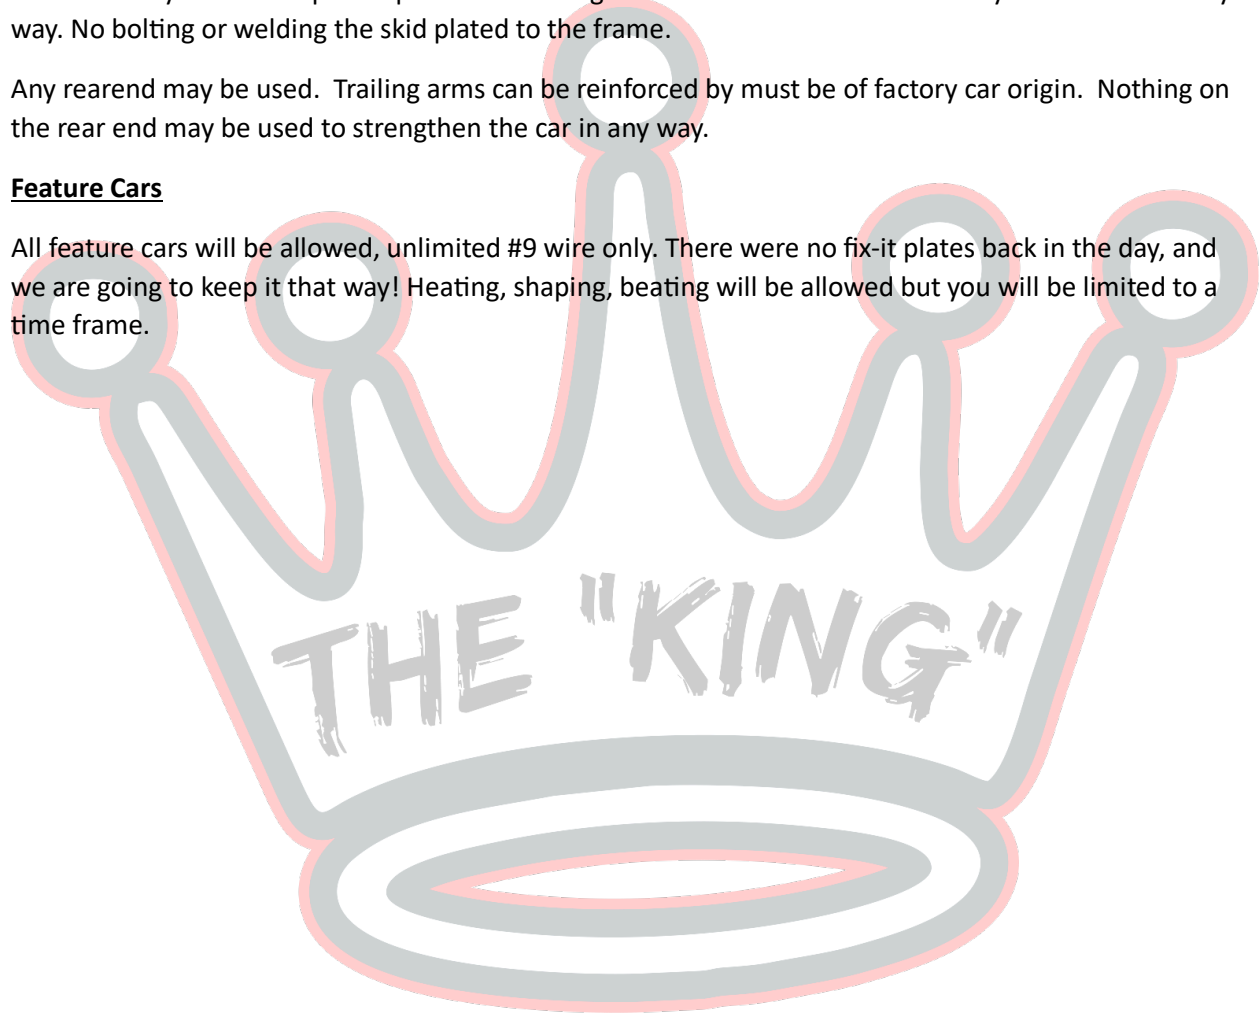 way. No bolting or welding the skid plated to the frame.
Any rearend may be used.  Trailing arms can be reinforced by must be of factory car origin.  Nothing on
the rear end may be used to strengthen the car in any way.
Feature Cars
All feature cars will be allowed, unlimited #9 wire only. There were no fix-it plates back in the day, and
we are going to keep it that way! Heating, shaping, beating will be allowed but you will be limited to a
time frame.
THE "KING"